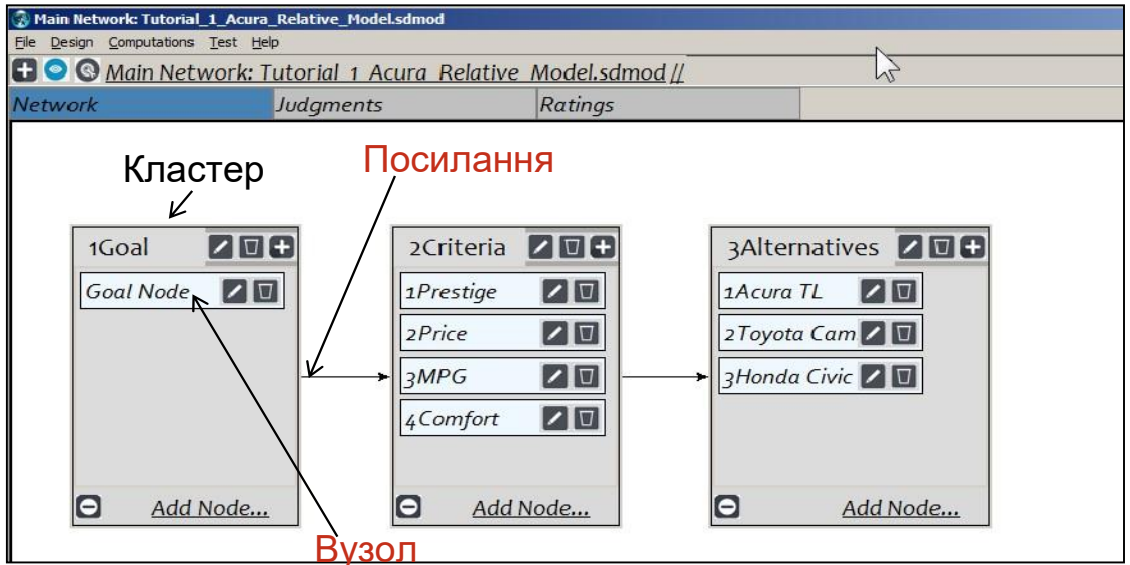 Main Network: Tutorial_1_Acura_Relative_Model.sdmod
File Design Computations Test Help
Main Network: Tutorial_1_Acura_Relative_Model.sdmod //
Network Judgments Ratings
Кластер
Посилання
1Goal
Goal Node
Add Node...
2Criteria
1Prestige
2Price
3MPG
4Comfort
Add Node...
3Alternatives
1Acura TL
2Toyota Cam
3Honda Civic
Add Node...
Вузол